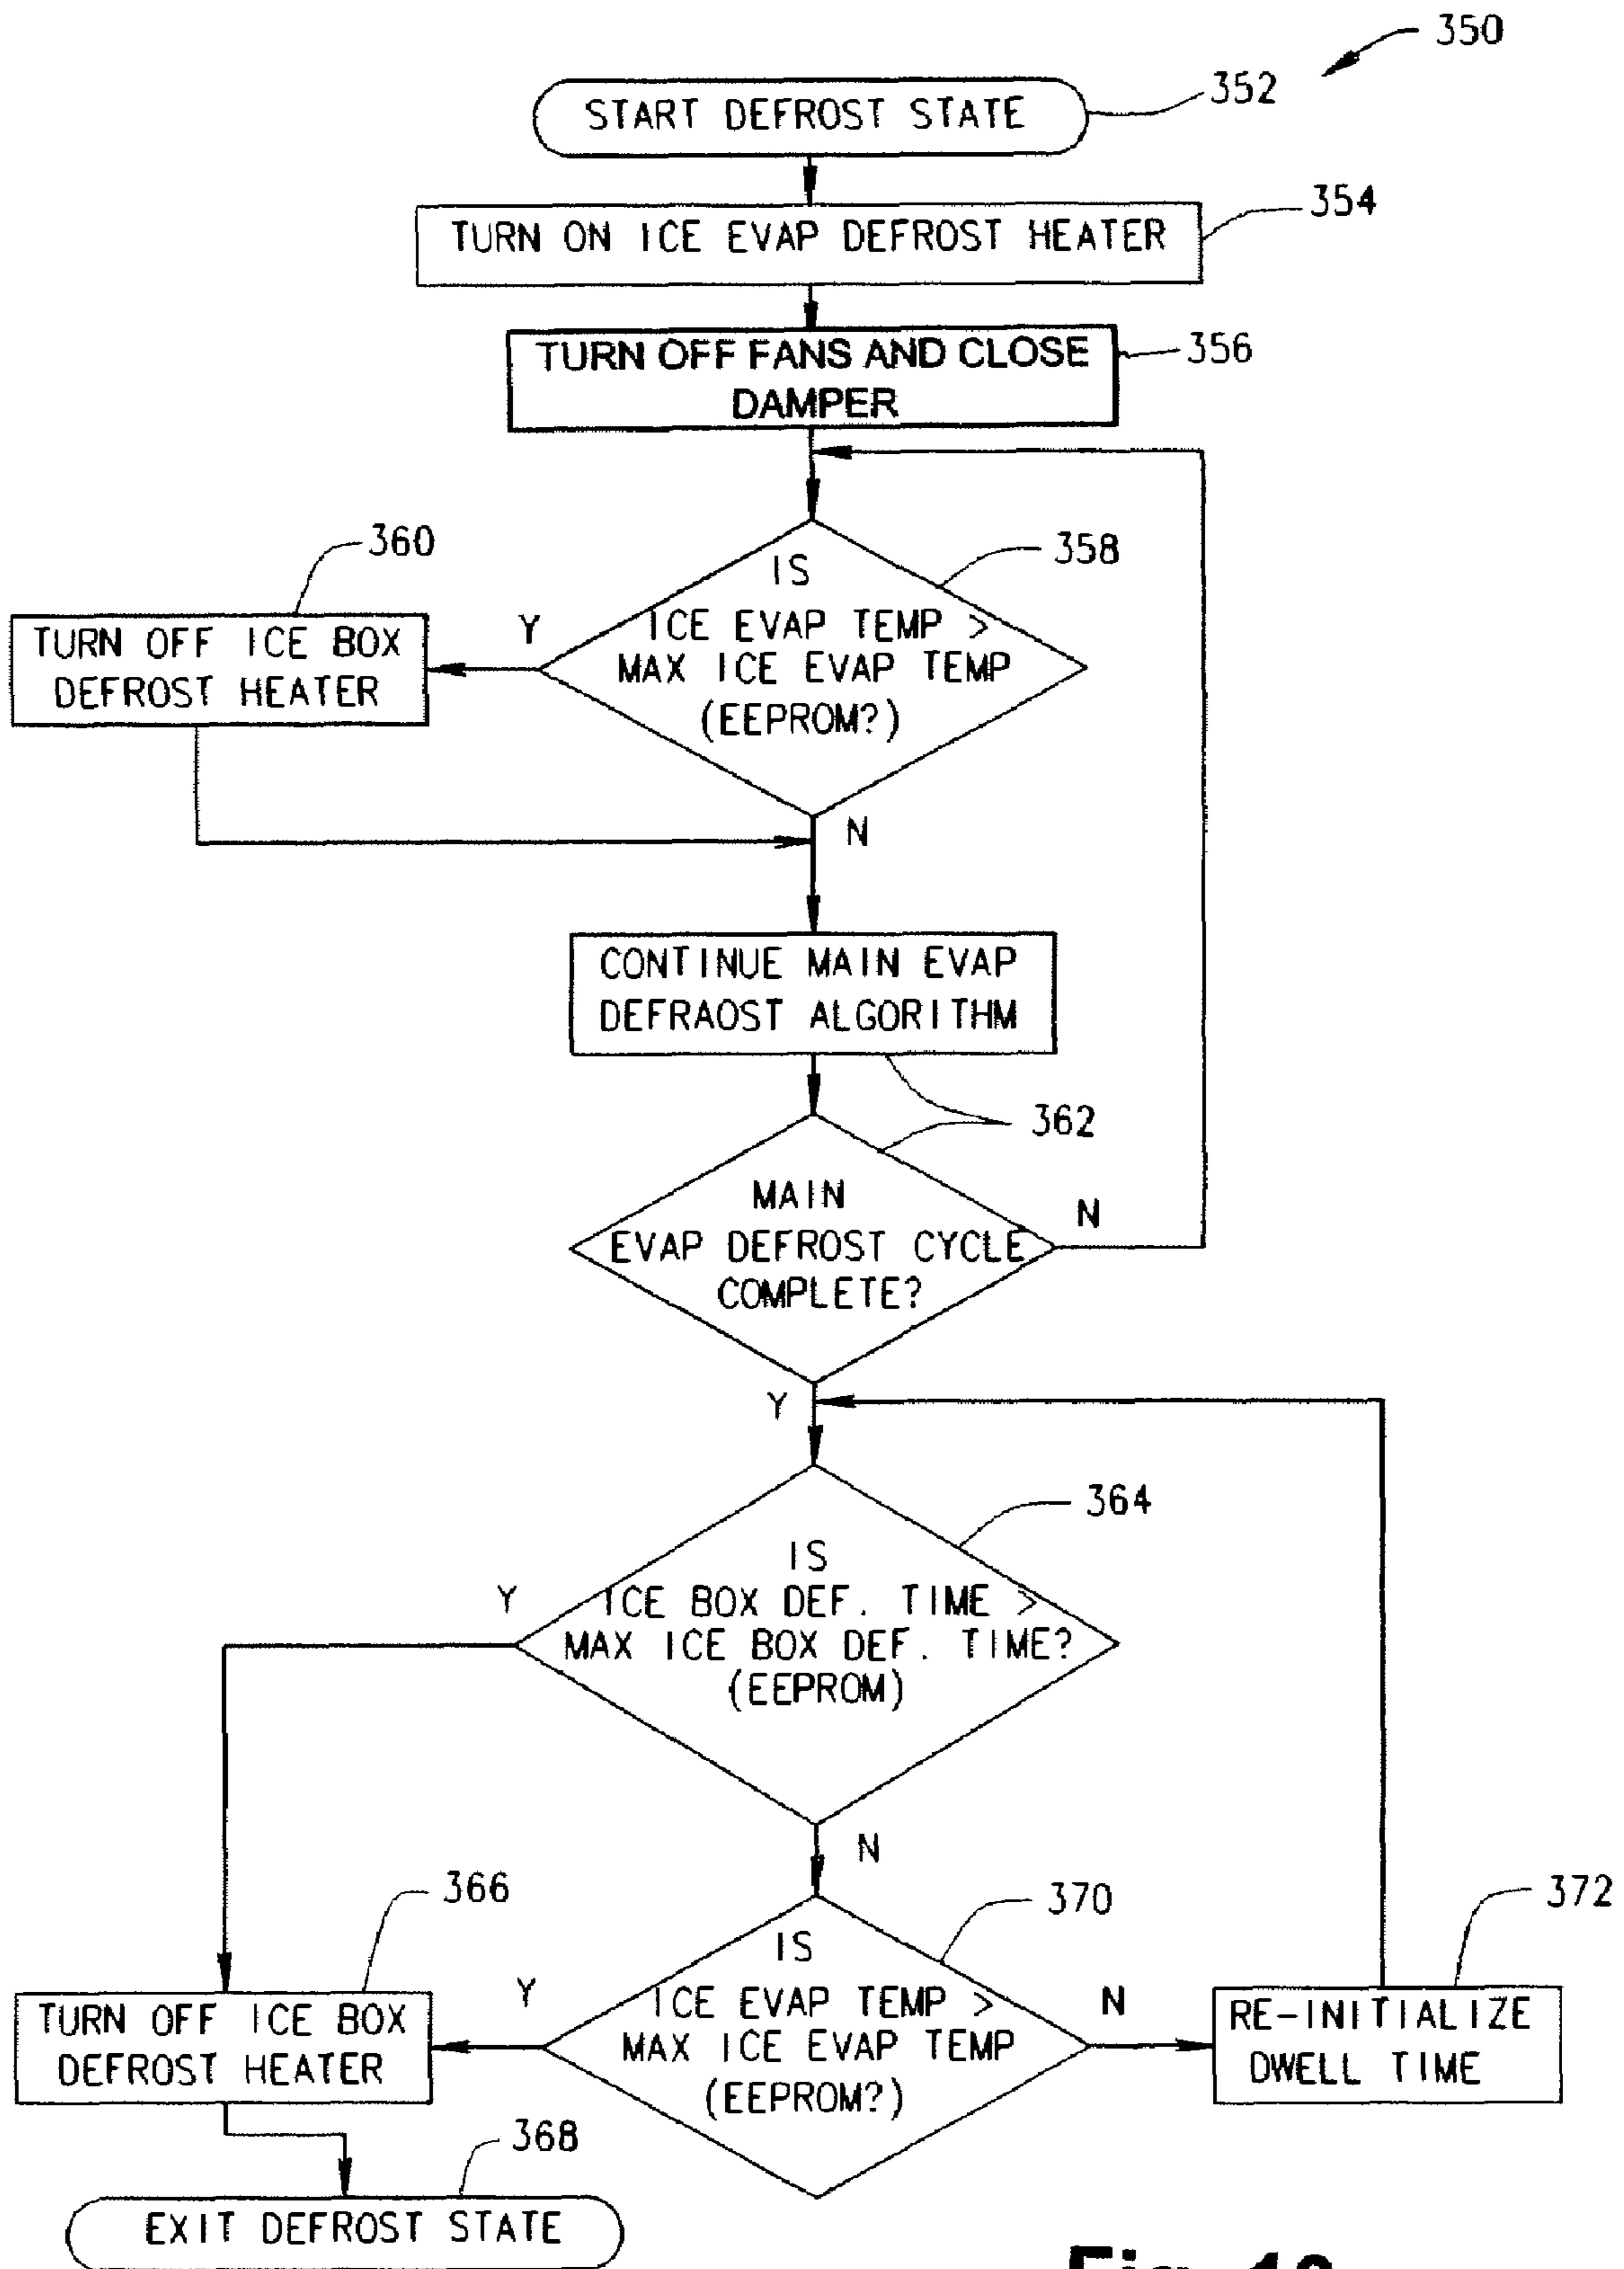 350
START DEFROST STATE
352
TURN ON ICE EVAP DEFROST HEATER
354
TURN OFF FANS AND CLOSE
DAMPER
356
IS
ICE EVAP TEMP >
MAX ICE EVAP TEMP
(EEPROM?)
358
Y
360
TURN OFF ICE BOX
DEFROST HEATER
N
CONTINUE MAIN EVAP
DEFRAOST ALGORITHM
362
MAIN
EVAP DEFROST CYCLE
COMPLETE?
N
Y
364
IS
ICE BOX DEF. TIME >
MAX ICE BOX DEF. TIME?
(EEPROM)
Y
N
366
TURN OFF ICE BOX
DEFROST HEATER
Y
370
IS
ICE EVAP TEMP >
MAX ICE EVAP TEMP
(EEPROM?)
N
372
RE-INITIALIZE
DWELL TIME
368
EXIT DEFROST STATE